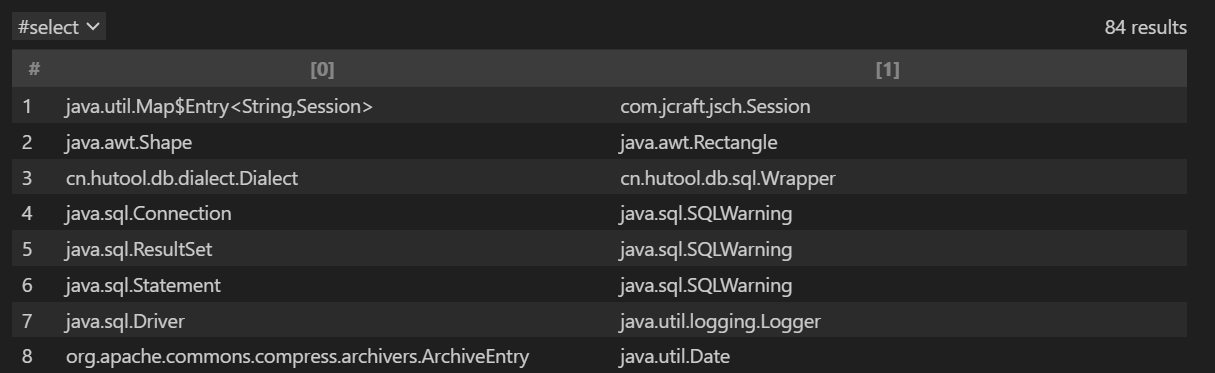 #select 84 results
# [0] [1]
1 java.util.Map$Entry<String,Session> com.jcraft.jsch.Session
2 java.awt.Shape java.awt.Rectangle
3 cn.hutool.db.dialect.Dialect cn.hutool.db.sql.Wrapper
4 java.sql.Connection java.sql.SQLWarning
5 java.sql.ResultSet java.sql.SQLWarning
6 java.sql.Statement java.sql.SQLWarning
7 java.sql.Driver java.util.logging.Logger
8 org.apache.commons.compress.archivers.ArchiveEntry java.util.Date